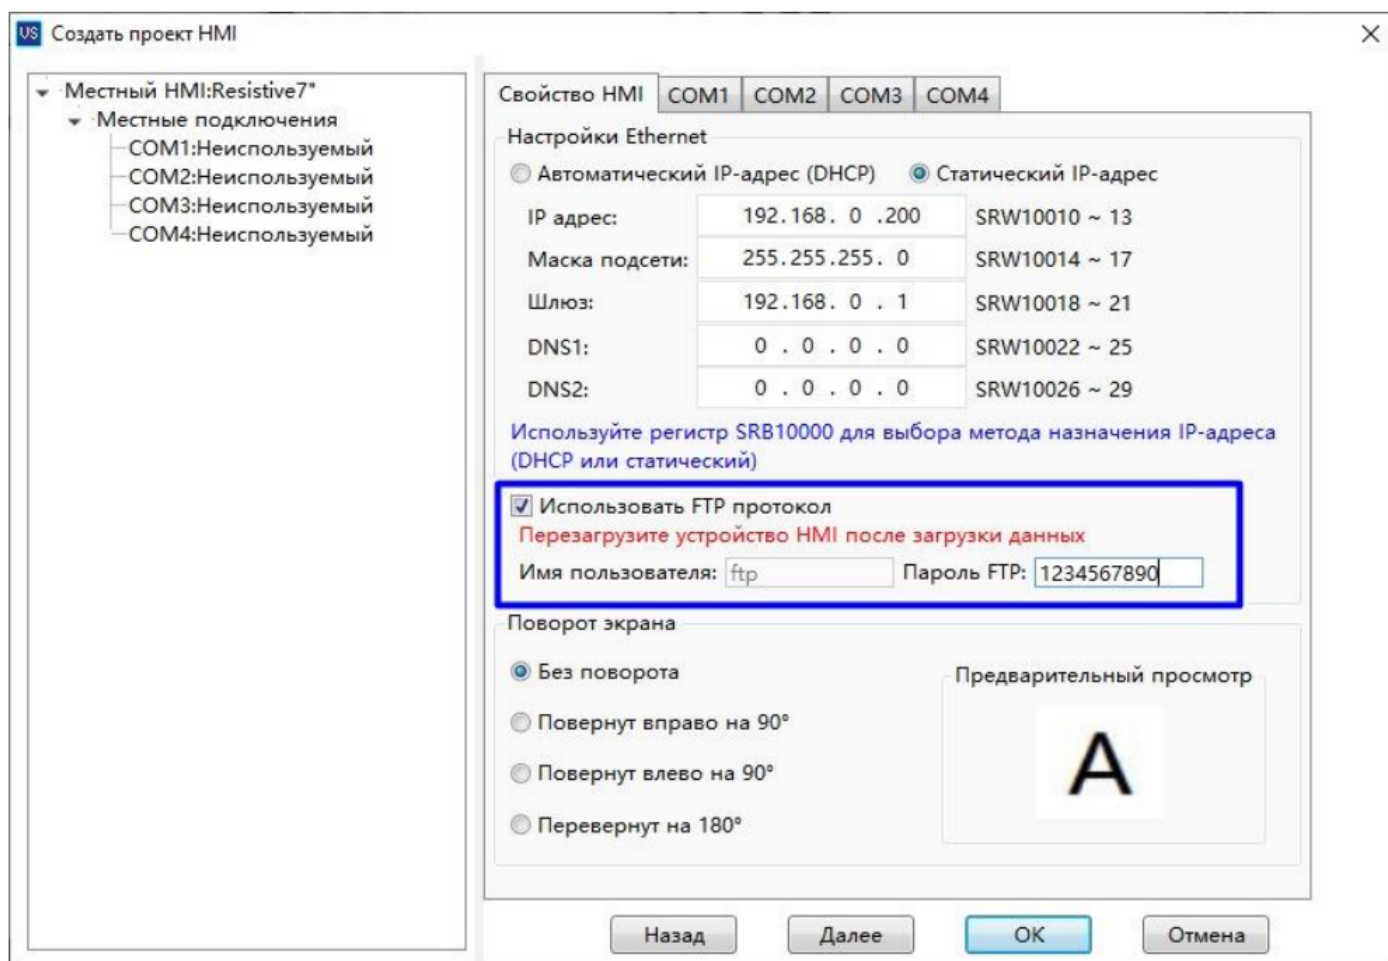 VS Создать проект HMI
Местный HMI:Resistive7"
Местные подключения
COM1:Неиспользуемый
COM2:Неиспользуемый
COM3:Неиспользуемый
COM4:Неиспользуемый
Свойство HMI COM1 COM2 COM3 COM4
Настройки Ethernet
Автоматический IP-адрес (DHCP) Статический IP-адрес
IP адрес: 192.168. 0 .200 SRW10010 ~ 13
Маска подсети: 255.255.255. 0 SRW10014 ~ 17
Шлюз: 192.168. 0 . 1 SRW10018 ~ 21
DNS1: 0 . 0 . 0 . 0 SRW10022 ~ 25
DNS2: 0 . 0 . 0 . 0 SRW10026 ~ 29
Используйте регистр SRB10000 для выбора метода назначения IP-адреса
(DHCP или статический)
Использовать FTP протокол
Перезагрузите устройство HMI после загрузки данных
Имя пользователя: ftp Пароль FTP: 1234567890
Поворот экрана
Без поворота
Повернут вправо на 90°
Повернут влево на 90°
Перевернут на 180°
Предварительный просмотр
A
Назад Далее OK Отмена